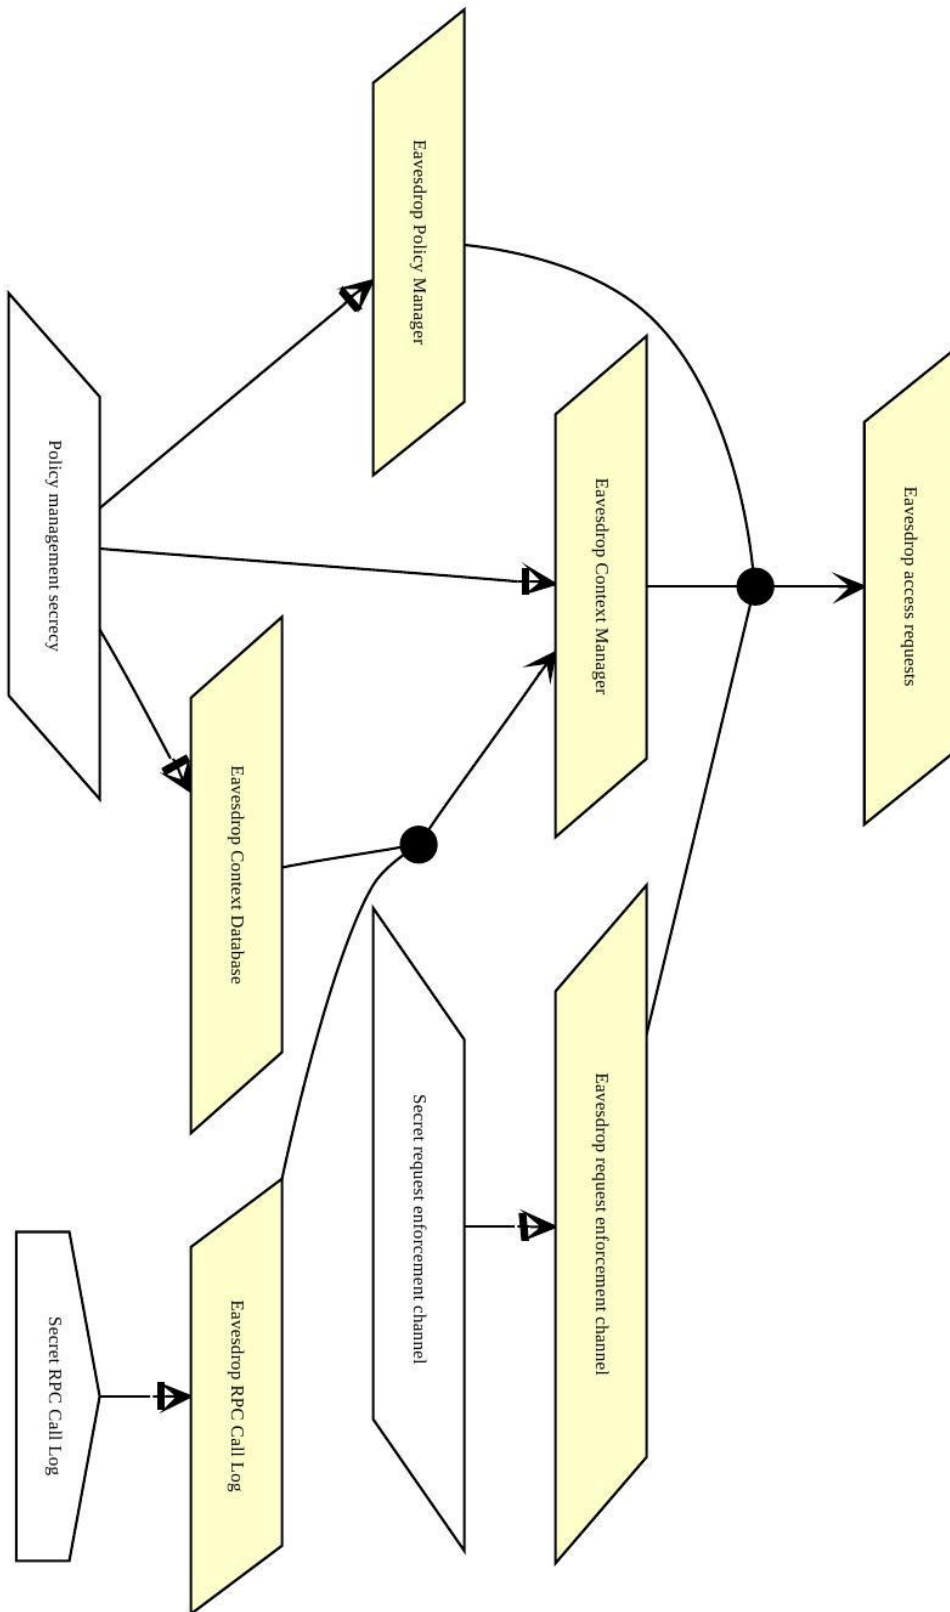 Eavesdrop access requests
Eavesdrop Context Manager
Eavesdrop request enforcement channel
Eavesdrop Policy Manager
Secret request enforcement channel
Eavesdrop Context Database
Eavesdrop RPC Call Log
Policy management secrecy
Secret RPC Call Log